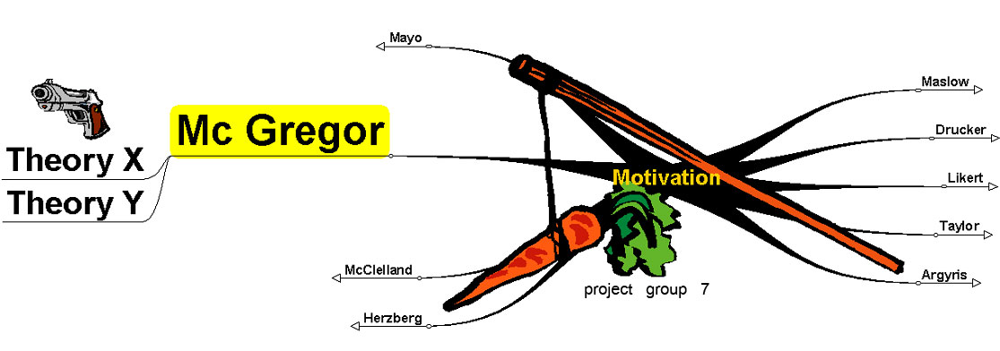 Mayo
Mc Gregor
Theory X
Theory Y
McClelland
Herzberg
Motivation
project group 7
Maslow
Drucker
Likert
Taylor
Argyris